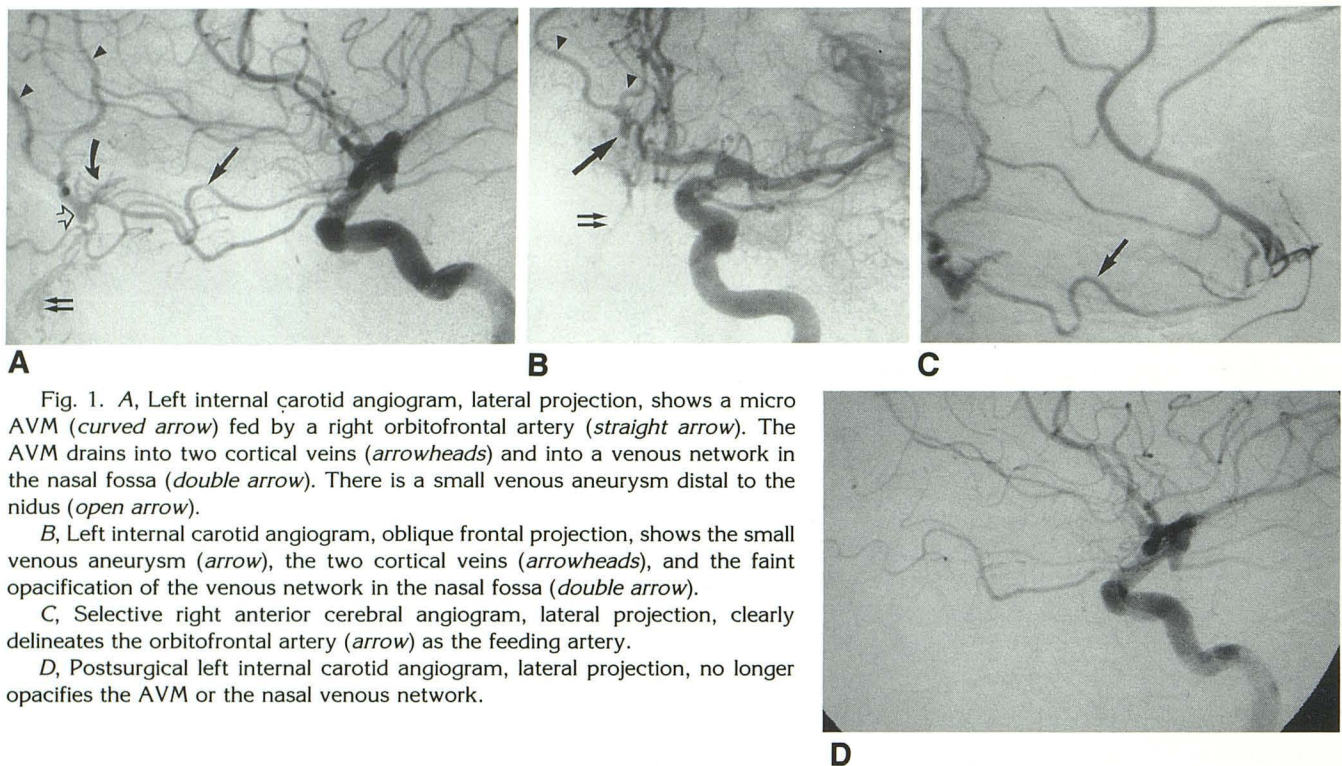 A
B
C
Fig. 1. A, Left internal carotid angiogram, lateral projection, shows a micro
AVM (curved arrow) fed by a right orbitofrontal artery (straight arrow). The
AVM drains into two cortical veins (arrowheads) and into a venous network in
the nasal fossa (double arrow). There is a small venous aneurysm distal to the
nidus (open arrow).
B, Left internal carotid angiogram, oblique frontal projection, shows the small
venous aneurysm (arrow), the two cortical veins (arrowheads), and the faint
opacification of the venous network in the nasal fossa (double arrow).
C, Selective right anterior cerebral angiogram, lateral projection, clearly
delineates the orbitofrontal artery (arrow) as the feeding artery.
D, Postsurgical left internal carotid angiogram, lateral projection, no longer
opacifies the AVM or the nasal venous network.
D